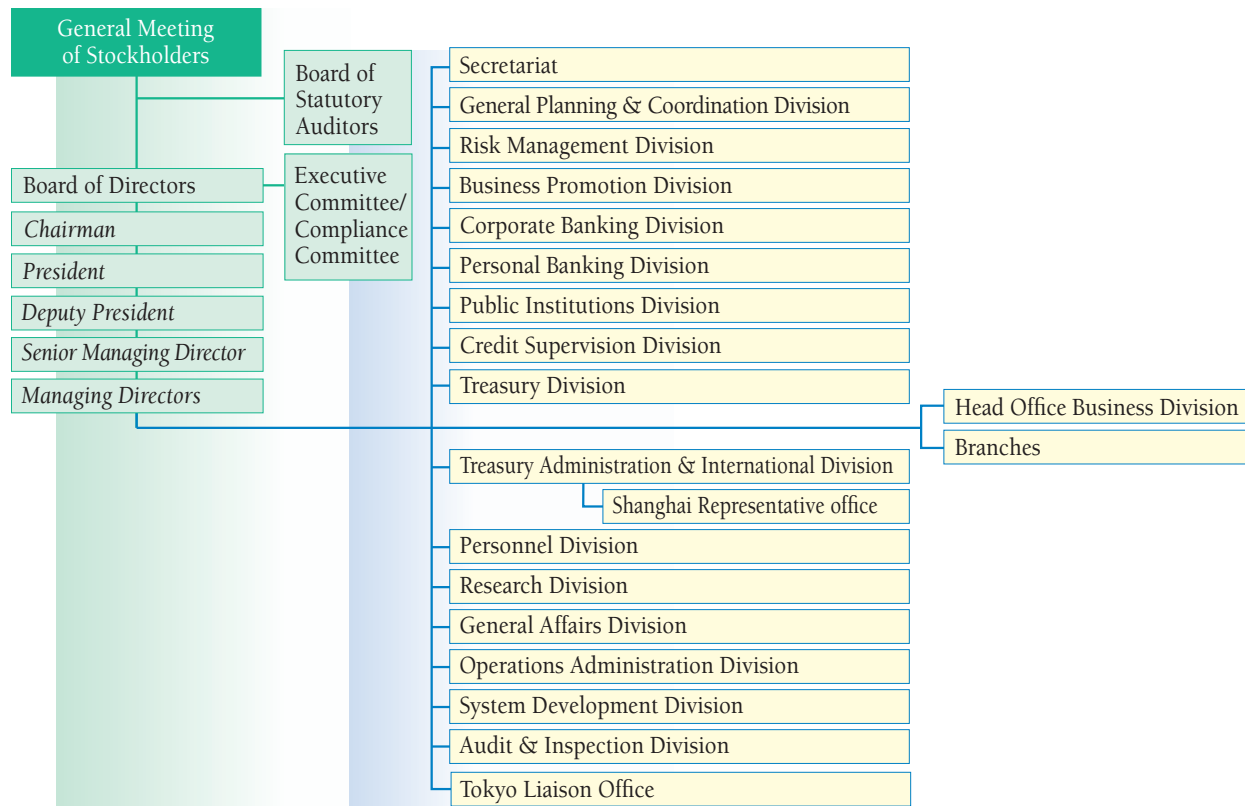 General Meeting
of Stockholders
Board of
Statutory
Auditors
Board of Directors
Executive
Committee/
Compliance
Committee
Chairman
President
Deputy President
Senior Managing Director
Managing Directors
Secretariat
General Planning & Coordination Division
Risk Management Division
Business Promotion Division
Corporate Banking Division
Personal Banking Division
Public Institutions Division
Credit Supervision Division
Treasury Division
Head Office Business Division
Branches
Treasury Administration & International Division
Shanghai Representative office
Personnel Division
Research Division
General Affairs Division
Operations Administration Division
System Development Division
Audit & Inspection Division
Tokyo Liaison Office